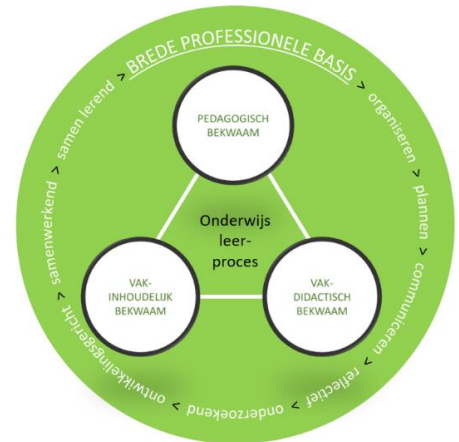 BREDE PROFESSIONELE BASIS > organiseren > plannen > communiceren > reflectief > onderzoekend > ontwikkelingsgericht > samenwerkend > samen lerend >
PEDAGOGISCH
BEKWAAM
Onderwijs
leer-
proces
VAK-
INHOUDELIJK
BEKWAAM
VAK-
DIDACTISCH
BEKWAAM